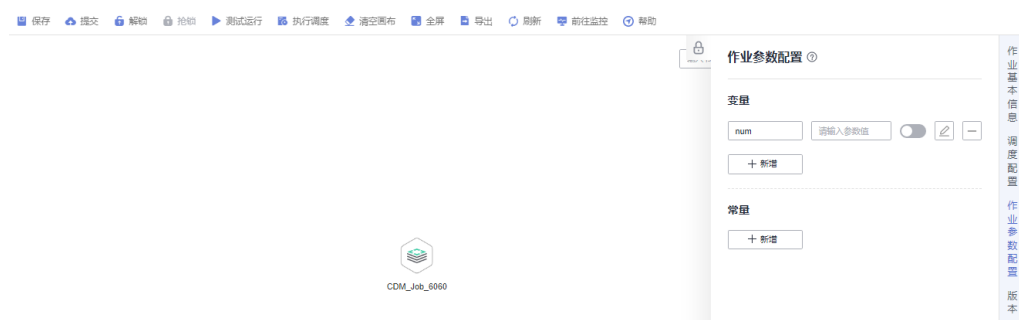 保存 提交 解锁 抢锁 测试运行 执行调度 清空画布 全屏 导出 刷新 前往监控 帮助
作业参数配置
变量
num 请输入参数值
+ 新增
常量
+ 新增
CDM_Job_6060
作业基本信息
调度配置
作业参数配置
版本